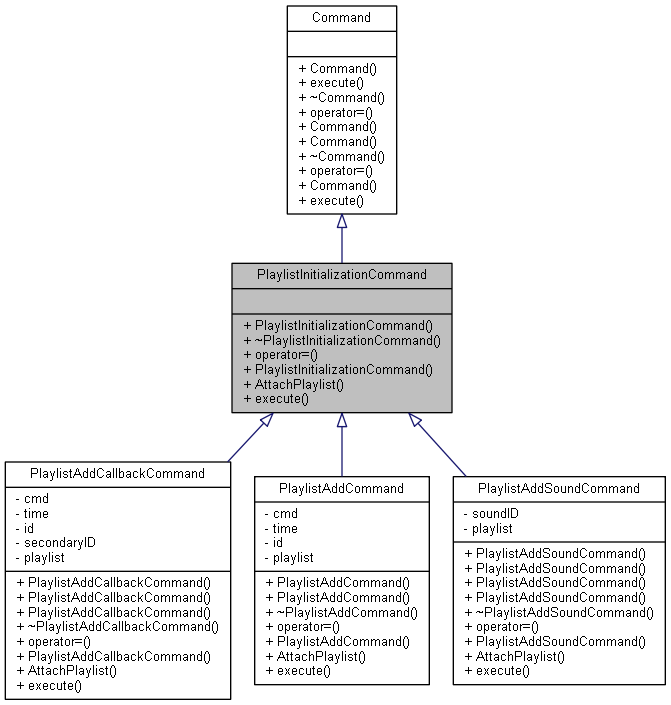 Command
+ Command()
+ execute()
+ ~Command()
+ operator=()
+ Command()
+ Command()
+ ~Command()
+ operator=()
+ Command()
+ execute()
PlaylistInitializationCommand
+ PlaylistInitializationCommand()
+ ~PlaylistInitializationCommand()
+ operator=()
+ PlaylistInitializationCommand()
+ AttachPlaylist()
+ execute()
PlaylistAddCallbackCommand
- cmd
- time
- id
- secondaryID
- playlist
+ PlaylistAddCallbackCommand()
+ PlaylistAddCallbackCommand()
+ PlaylistAddCallbackCommand()
+ ~PlaylistAddCallbackCommand()
+ operator=()
+ PlaylistAddCallbackCommand()
+ AttachPlaylist()
+ execute()
PlaylistAddCommand
- cmd
- time
- id
- playlist
+ PlaylistAddCommand()
+ PlaylistAddCommand()
+ ~PlaylistAddCommand()
+ operator=()
+ PlaylistAddCommand()
+ AttachPlaylist()
+ execute()
PlaylistAddSoundCommand
- soundID
- playlist
+ PlaylistAddSoundCommand()
+ PlaylistAddSoundCommand()
+ PlaylistAddSoundCommand()
+ PlaylistAddSoundCommand()
+ ~PlaylistAddSoundCommand()
+ operator=()
+ PlaylistAddSoundCommand()
+ AttachPlaylist()
+ execute()